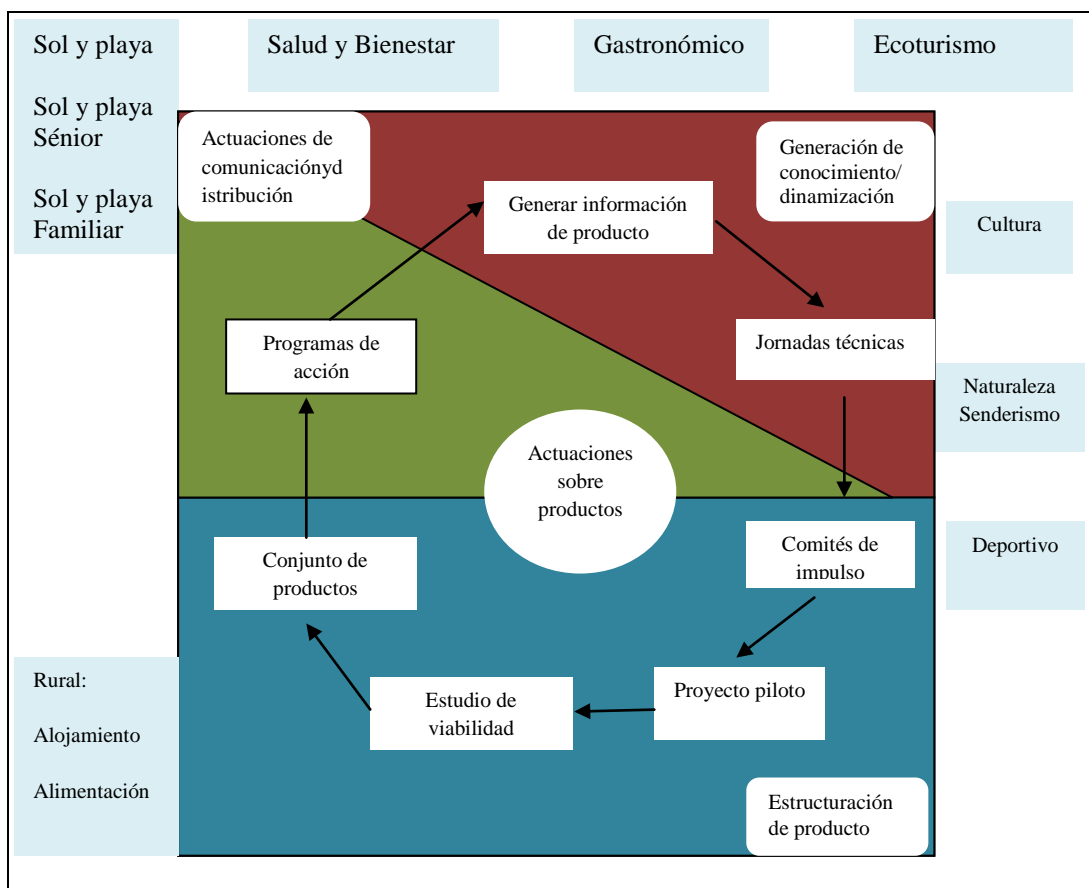 Sol y playa
Sol y playa
Sénior
Sol y playa
Familiar
Salud y Bienestar
Gastronómico
Ecoturismo
Actuaciones de
comunicaciónyd
istribución
Generación de
conocimiento/
dinamización
Generar información
de producto
Cultura
Programas de
acción
Jornadas técnicas
Naturaleza
Senderismo
Actuaciones
sobre
productos
Conjunto de
productos
Comités de
impulso
Deportivo
Rural:
Alojamiento
Alimentación
Estudio de
viabilidad
Proyecto piloto
Estructuración
de producto